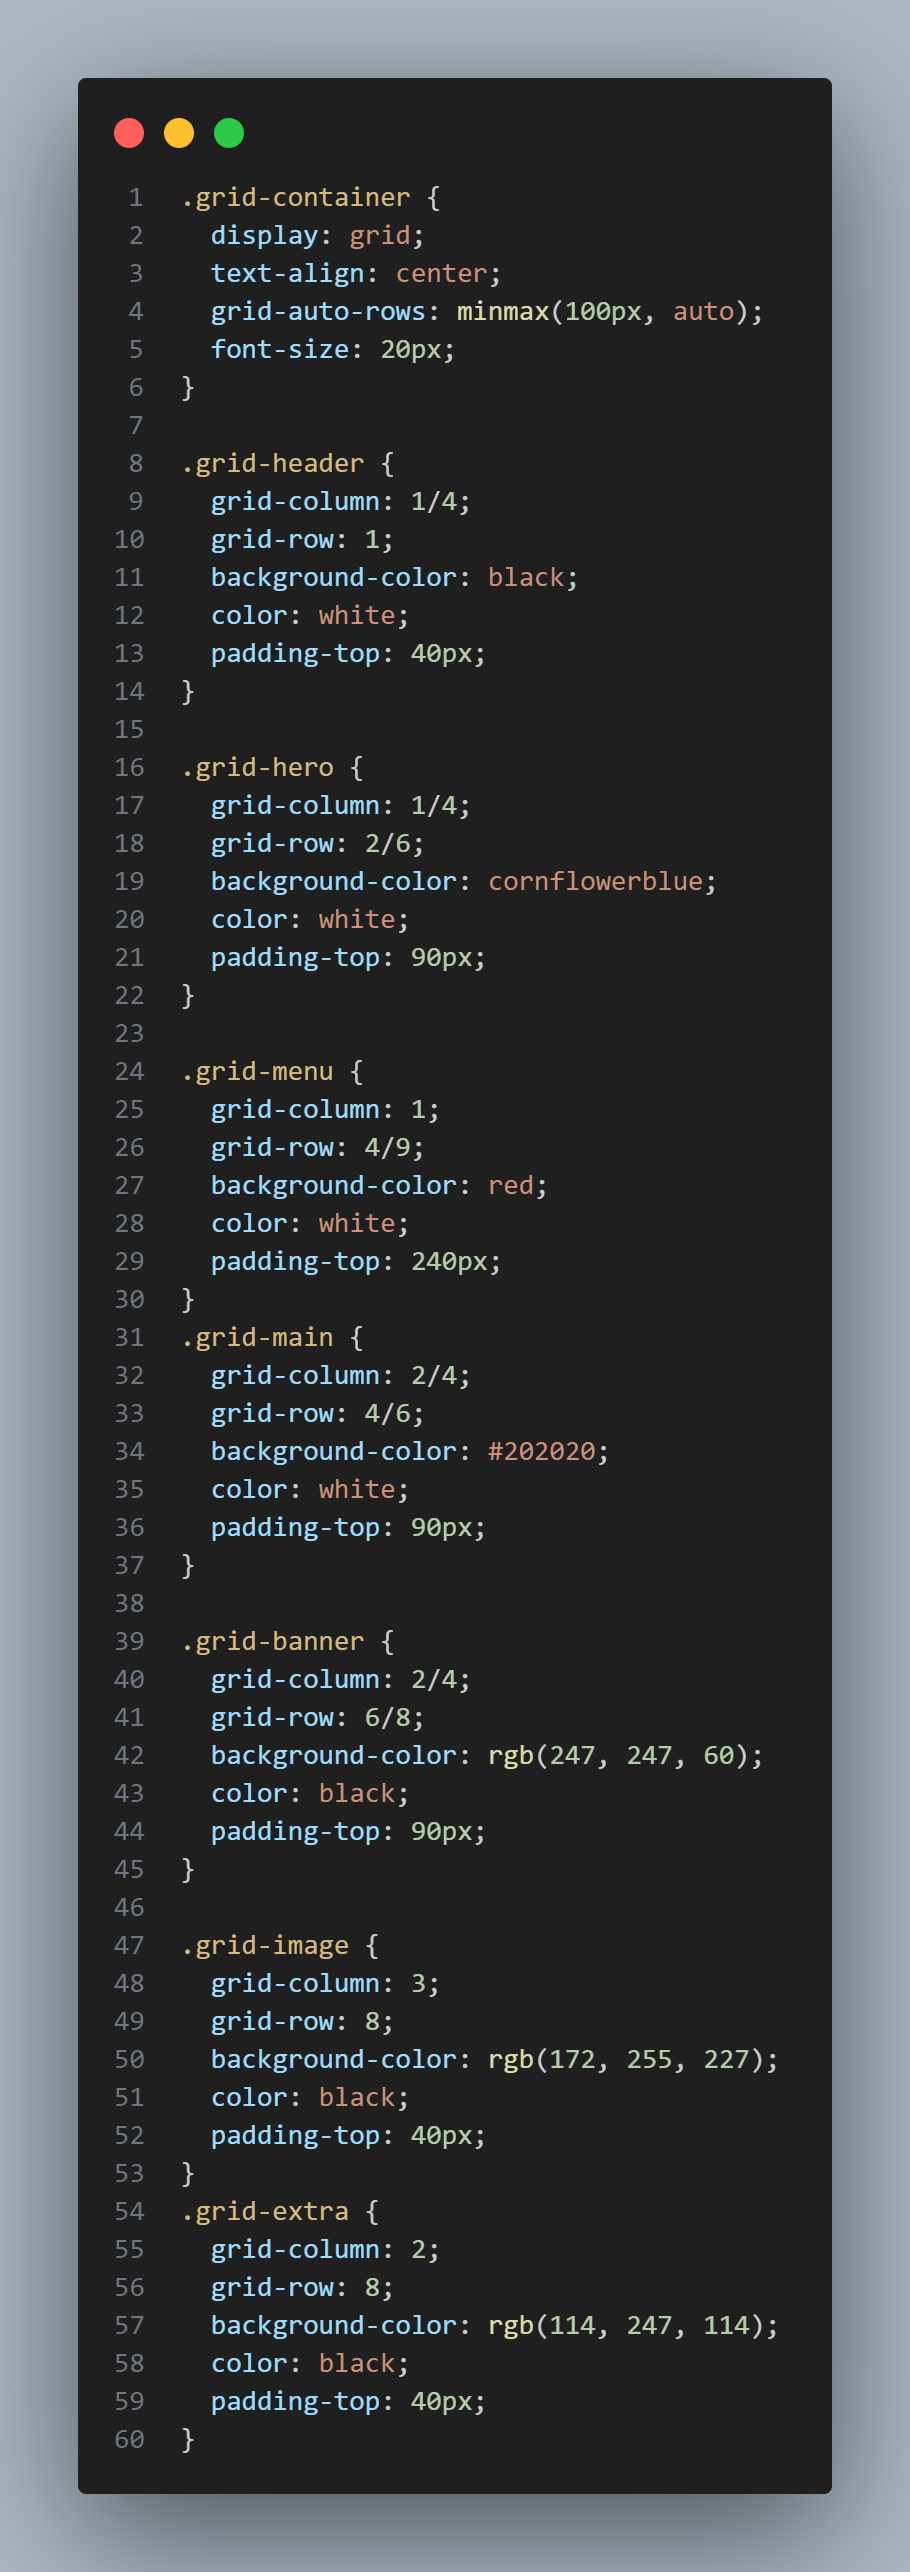 1 .grid-container {
2 display: grid;
3 text-align: center;
4 grid-auto-rows: minmax(100px, auto);
5 font-size: 20px;
6 }
7
8 .grid-header {
9 grid-column: 1/4;
10 grid-row: 1;
11 background-color: black;
12 color: white;
13 padding-top: 40px;
14 }
15
16 .grid-hero {
17 grid-column: 1/4;
18 grid-row: 2/6;
19 background-color: cornflowerblue;
20 color: white;
21 padding-top: 90px;
22 }
23
24 .grid-menu {
25 grid-column: 1;
26 grid-row: 4/9;
27 background-color: red;
28 color: white;
29 padding-top: 240px;
30 }
31 .grid-main {
32 grid-column: 2/4;
33 grid-row: 4/6;
34 background-color: #202020;
35 color: white;
36 padding-top: 90px;
37 }
38
39 .grid-banner {
40 grid-column: 2/4;
41 grid-row: 6/8;
42 background-color: rgb(247, 247, 60);
43 color: black;
44 padding-top: 90px;
45 }
46
47 .grid-image {
48 grid-column: 3;
49 grid-row: 8;
50 background-color: rgb(172, 255, 227);
51 color: black;
52 padding-top: 40px;
53 }
54 .grid-extra {
55 grid-column: 2;
56 grid-row: 8;
57 background-color: rgb(114, 247, 114);
58 color: black;
59 padding-top: 40px;
60 }